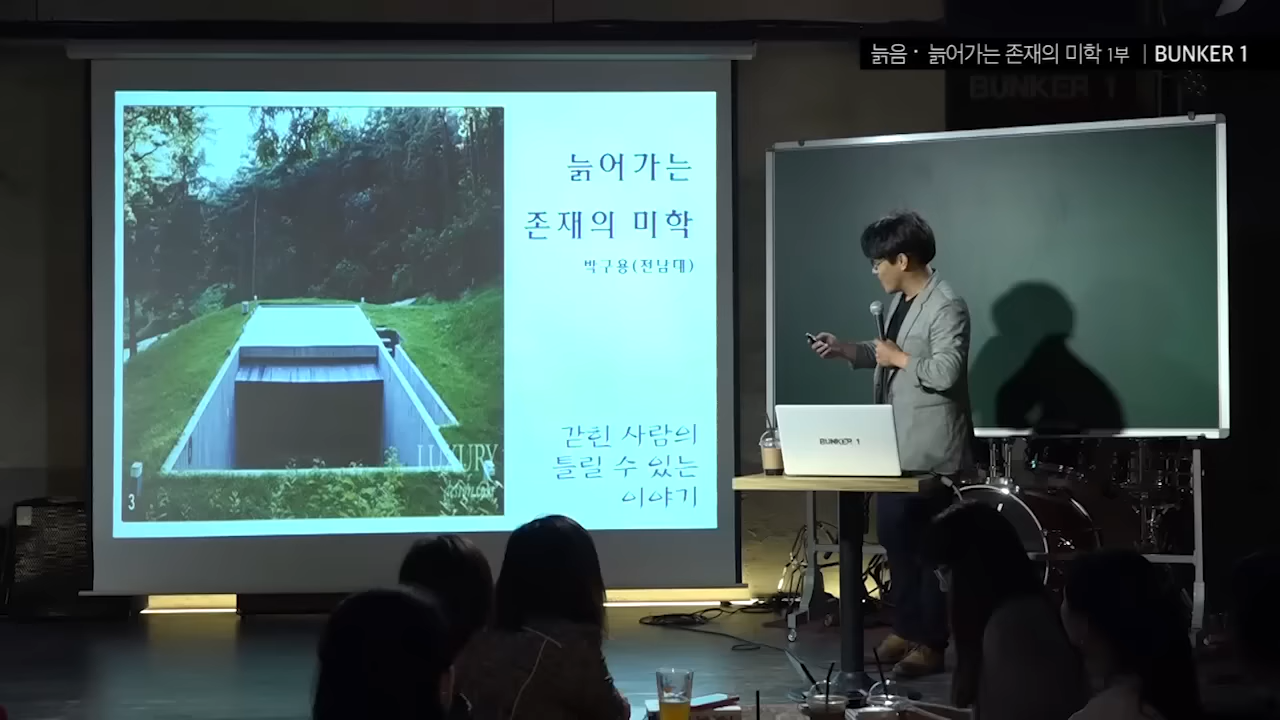 늙음 · 늙어가는 존재의 미학 1부 | BUNKER 1
BUNKER 1
늙어가는
존재의 미학
박구용(전남대)
갇힌 사람의
틀릴 수 있는
이야기
LUXURY
3
BUNKER 1